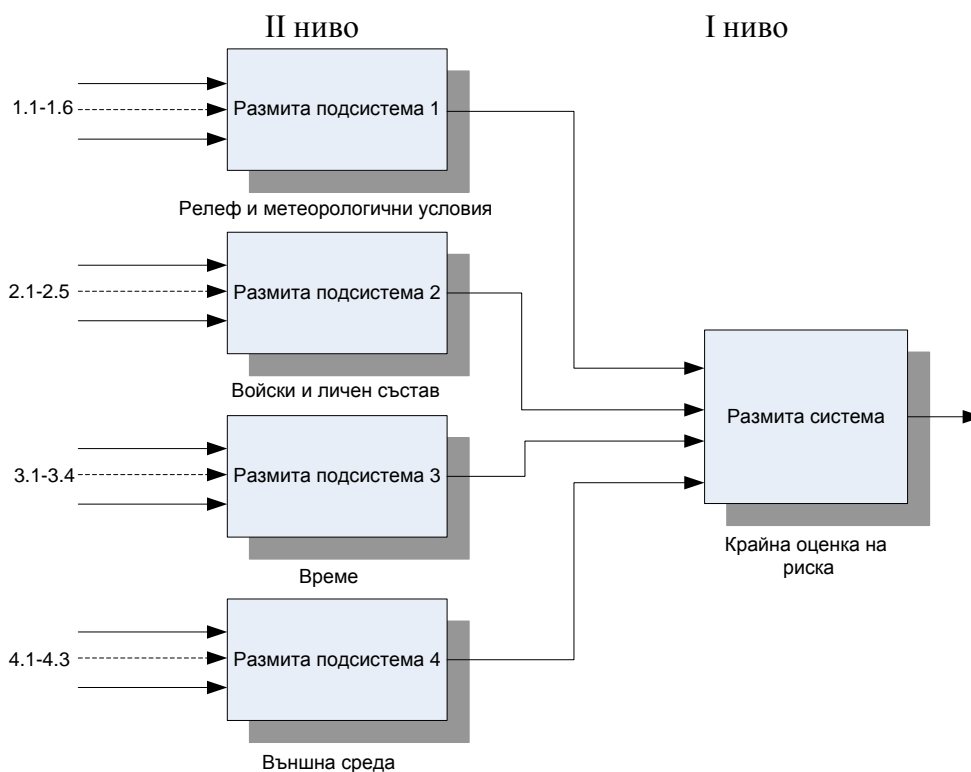 II ниво
I ниво
1.1-1.6
Размита подсистема 1
Релеф и метеорологични условия
2.1-2.5
Размита подсистема 2
Войски и личен състав
3.1-3.4
Размита подсистема 3
Време
4.1-4.3
Размита подсистема 4
Външна среда
Размита система
Крайна оценка на
риска